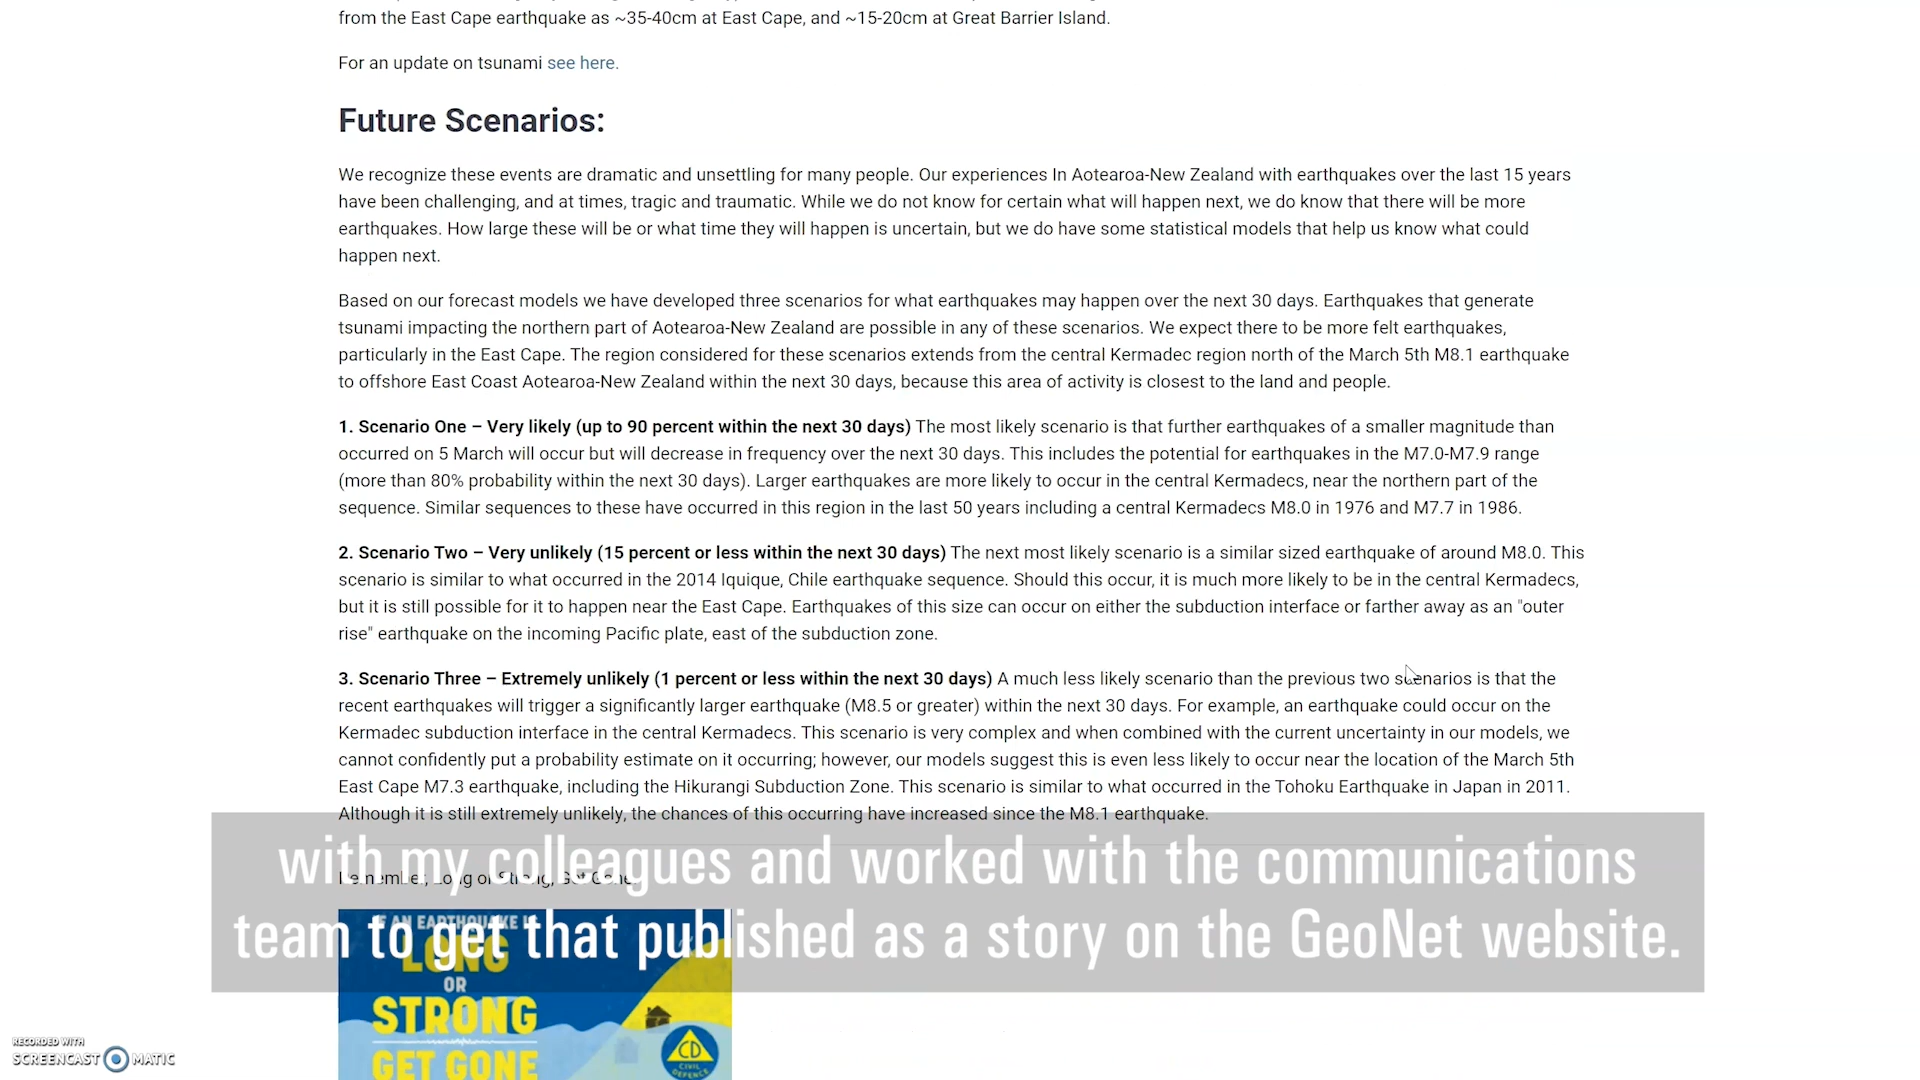 from the East Cape earthquake as ~35-40cm at East Cape, and ~15-20cm at Great Barrier Island.
For an update on tsunami see here.
Future Scenarios:
We recognize these events are dramatic and unsettling for many people. Our experiences In Aotearoa-New Zealand with earthquakes over the last 15 years
have been challenging, and at times, tragic and traumatic. While we do not know for certain what will happen next, we do know that there will be more
earthquakes. How large these will be or what time they will happen is uncertain, but we do have some statistical models that help us know what could
happen next.
Based on our forecast models we have developed three scenarios for what earthquakes may happen over the next 30 days. Earthquakes that generate
tsunami impacting the northern part of Aotearoa-New Zealand are possible in any of these scenarios. We expect there to be more felt earthquakes,
particularly in the East Cape. The region considered for these scenarios extends from the central Kermadec region north of the March 5th M8.1 earthquake
to offshore East Coast Aotearoa-New Zealand within the next 30 days, because this area of activity is closest to the land and people.
1. Scenario One – Very likely (up to 90 percent within the next 30 days) The most likely scenario is that further earthquakes of a smaller magnitude than
occurred on 5 March will occur but will decrease in frequency over the next 30 days. This includes the potential for earthquakes in the M7.0-M7.9 range
(more than 80% probability within the next 30 days). Larger earthquakes are more likely to occur in the central Kermadecs, near the northern part of the
sequence. Similar sequences to these have occurred in this region in the last 50 years including a central Kermadecs M8.0 in 1976 and M7.7 in 1986.
2. Scenario Two – Very unlikely (15 percent or less within the next 30 days) The next most likely scenario is a similar sized earthquake of around M8.0. This
scenario is similar to what occurred in the 2014 Iquique, Chile earthquake sequence. Should this occur, it is much more likely to be in the central Kermadecs,
but it is still possible for it to happen near the East Cape. Earthquakes of this size can occur on either the subduction interface or farther away as an "outer
rise" earthquake on the incoming Pacific plate, east of the subduction zone.
3. Scenario Three – Extremely unlikely (1 percent or less within the next 30 days) A much less likely scenario than the previous two scenarios is that the
recent earthquakes will trigger a significantly larger earthquake (M8.5 or greater) within the next 30 days. For example, an earthquake could occur on the
Kermadec subduction interface in the central Kermadecs. This scenario is very complex and when combined with the current uncertainty in our models, we
cannot confidently put a probability estimate on it occurring; however, our models suggest this is even less likely to occur near the location of the March 5th
East Cape M7.3 earthquake, including the Hikurangi Subduction Zone. This scenario is similar to what occurred in the Tohoku Earthquake in Japan in 2011.
Although it is still extremely unlikely, the chances of this occurring have increased since the M8.1 earthquake.
with my colleagues and worked with the communications
team to get that published as a story on the GeoNet website.
Remember, Long or Strong, Get Gone
IF AN EARTHQUAKE IS
LONG
OR
STRONG
GET GONE
CD
CIVIL
DEFENCE
RECORDED WITH
SCREENCAST MATIC